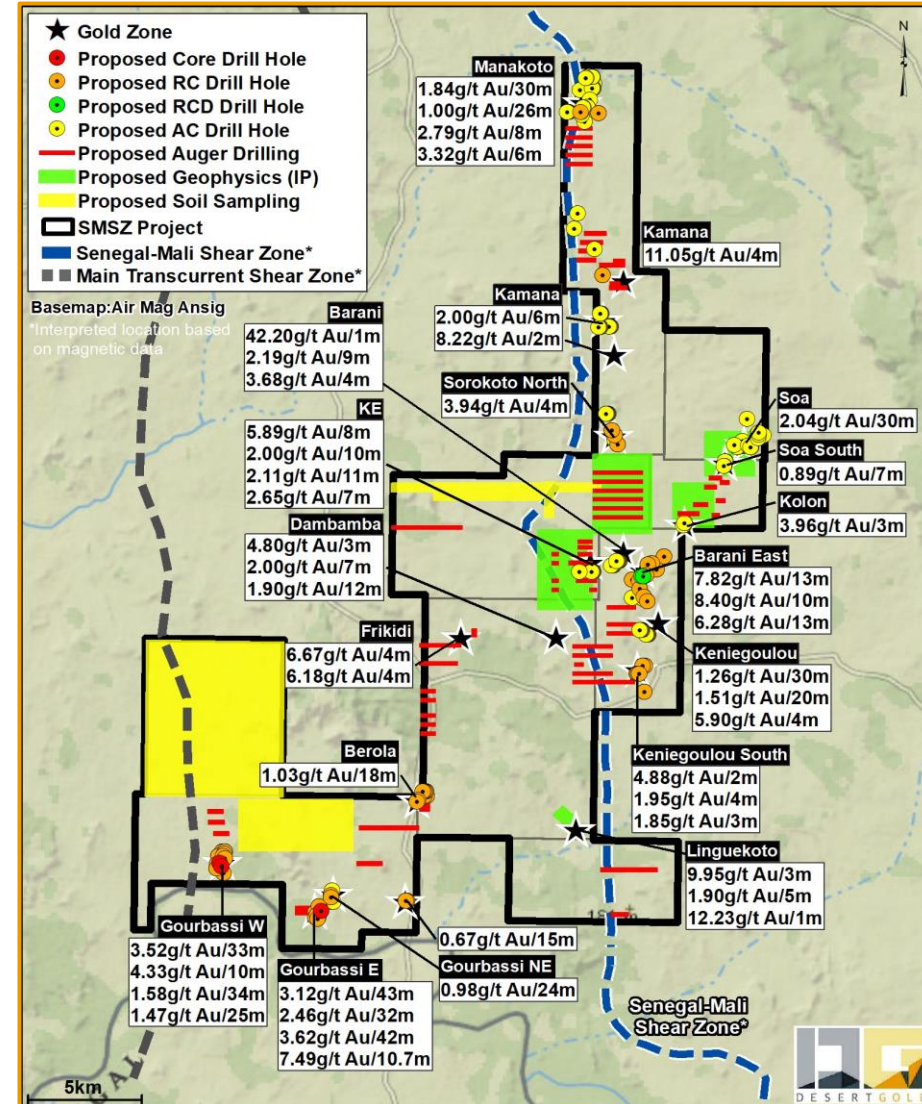 Gold Zone
Proposed Core Drill Hole
Proposed RC Drill Hole
Proposed RCD Drill Hole
Proposed AC Drill Hole
Proposed Auger Drilling
Proposed Geophysics (IP)
Proposed Soil Sampling
SMSZ Project
Senegal-Mali Shear Zone*
Main Transcurrent Shear Zone*
Basemap:Air Mag Ansig
*Interpreted location based
on magnetic data
N
Manakoto
1.84g/t Au/30m
1.00g/t Au/26m
2.79g/t Au/8m
3.32g/t Au/6m
Kamana
11.05g/t Au/4m
Kamana
2.00g/t Au/6m
8.22g/t Au/2m
Barani
42.20g/t Au/1m
2.19g/t Au/9m
3.68g/t Au/4m
Sorokoto North
3.94g/t Au/4m
Soa
2.04g/t Au/30m
Soa South
0.89g/t Au/7m
KE
5.89g/t Au/8m
2.00g/t Au/10m
2.11g/t Au/11m
2.65g/t Au/7m
Kolon
3.96g/t Au/3m
Dambamba
4.80g/t Au/3m
2.00g/t Au/7m
1.90g/t Au/12m
Barani East
7.82g/t Au/13m
8.40g/t Au/10m
6.28g/t Au/13m
Frikidi
6.67g/t Au/4m
6.18g/t Au/4m
Keniegoulou
1.26g/t Au/30m
1.51g/t Au/20m
5.90g/t Au/4m
Berola
1.03g/t Au/18m
Keniegoulou South
4.88g/t Au/2m
1.95g/t Au/4m
1.85g/t Au/3m
Linguekoto
9.95g/t Au/3m
1.90g/t Au/5m
12.23g/t Au/1m
Gourbassi W
3.52g/t Au/33m
4.33g/t Au/10m
1.58g/t Au/34m
1.47g/t Au/25m
Gourbassi E
3.12g/t Au/43m
2.46g/t Au/32m
3.62g/t Au/42m
7.49g/t Au/10.7m
0.67g/t Au/15m
Gourbassi NE
0.98g/t Au/24m
Senegal-Mali
Shear Zone*
5km
DESERTGOLD